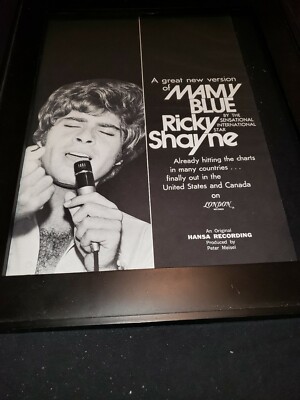 A great new version
of MAMY
BLUE
BY THE
SENSATIONAL
INTERNATIONAL
STAR
Ricky
Shayne
Already hitting the charts
in many countries . . .
finally out in the
United States and Canada
on
LONDON
An Original
HANSA RECORDING
Produced by
Peter Meisel